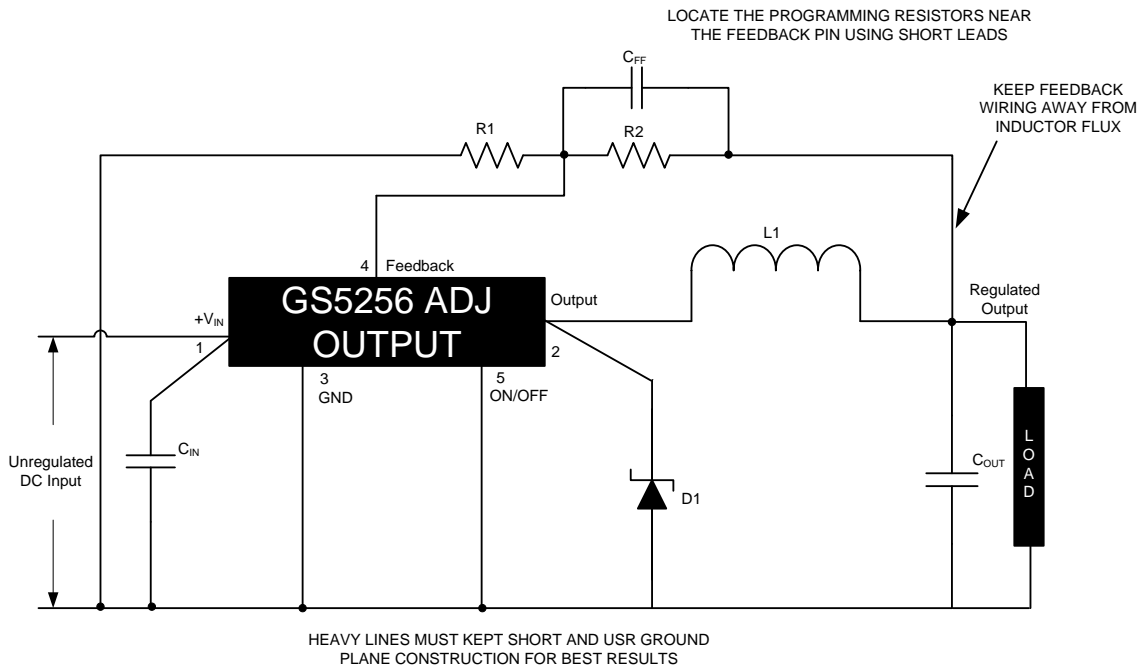 LOCATE THE PROGRAMMING RESISTORS NEAR
THE FEEDBACK PIN USING SHORT LEADS
CFF
KEEP FEEDBACK
WIRING AWAY FROM
INDUCTOR FLUX
R1
R2
L1
4 Feedback
GS5256 ADJ
OUTPUT
Output
Regulated
Output
+VIN
1
2
3
GND
5
ON/OFF
Unregulated
DC Input
CIN
D1
COUT
LOAD
HEAVY LINES MUST KEPT SHORT AND USR GROUND
PLANE CONSTRUCTION FOR BEST RESULTS